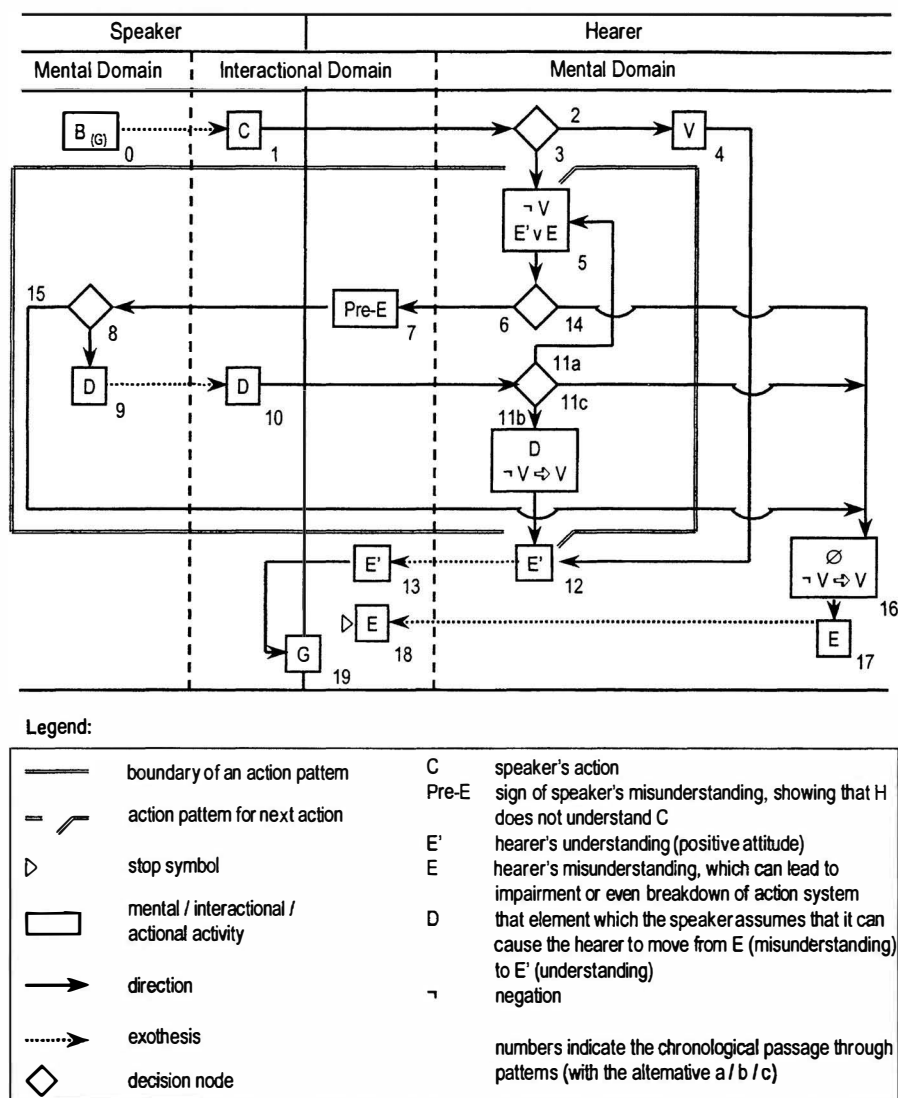 Speaker Hearer
Mental Domain Interactional Domain Mental Domain
B (G) C 2 V
0 1 3 4
¬ V
E' v E
5
15 Pre-E
8 7 6 14
D D 11a
9 10 11b 11c
D
¬ V ⇨ V
E' E' Ø
13 12 ¬ V ⇨ V
16
E
18 E
17
G
19
Legend:
boundary of an action pattern
action pattern for next action
stop symbol
mental / interactional /
actional activity
direction
exothesis
decision node
C speaker's action
Pre-E sign of speaker's misunderstanding, showing that H
does not understand C
E' hearer's understanding (positive attitude)
E hearer's misunderstanding, which can lead to
impairment or even breakdown of action system
D that element which the speaker assumes that it can
cause the hearer to move from E (misunderstanding)
to E' (understanding)
¬ negation
numbers indicate the chronological passage through
patterns (with the alternative a / b / c)